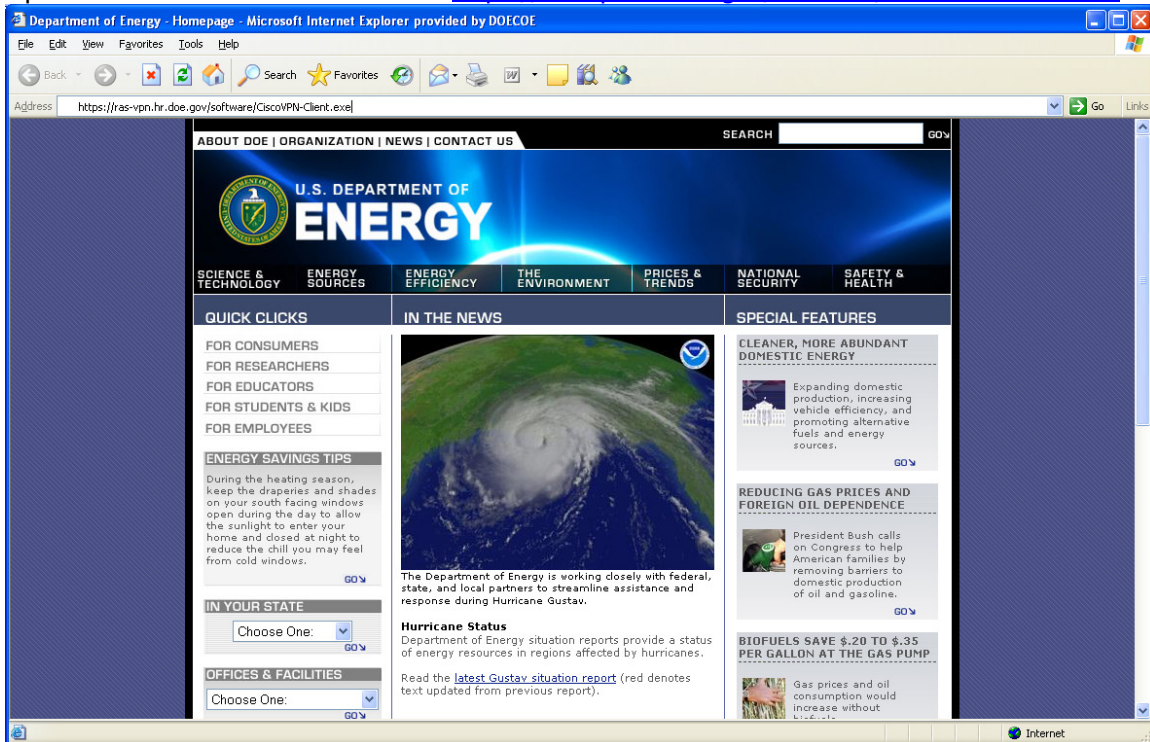 Department of Energy - Homepage - Microsoft Internet Explorer provided by DOECOE
File Edit View Favorites Tools Help
Back Search Favorites
Address https://ras-vpn.hr.doe.gov/software/CiscoVPN-Client.exe Go Links
ABOUT DOE | ORGANIZATION | NEWS | CONTACT US
SEARCH GO
U.S. DEPARTMENT OF
ENERGY
SCIENCE & TECHNOLOGY
ENERGY SOURCES
ENERGY EFFICIENCY
THE ENVIRONMENT
PRICES & TRENDS
NATIONAL SECURITY
SAFETY & HEALTH
QUICK CLICKS
FOR CONSUMERS
FOR RESEARCHERS
FOR EDUCATORS
FOR STUDENTS & KIDS
FOR EMPLOYEES
ENERGY SAVINGS TIPS
During the heating season,
keep the draperies and shades
on your south facing windows
open during the day to allow
the sunlight to enter your
home and closed at night to
reduce the chill you may feel
from cold windows.
GO
IN YOUR STATE
Choose One:
GO
OFFICES & FACILITIES
Choose One:
GO
IN THE NEWS
The Department of Energy is working closely with federal,
state, and local partners to streamline assistance and
response during Hurricane Gustav.
Hurricane Status
Department of Energy situation reports provide a status
of energy resources in regions affected by hurricanes.
Read the latest Gustav situation report (red denotes
text updated from previous report).
SPECIAL FEATURES
CLEANER, MORE ABUNDANT
DOMESTIC ENERGY
Expanding domestic
production, increasing
vehicle efficiency, and
promoting alternative
fuels and energy
sources.
GO
REDUCING GAS PRICES AND
FOREIGN OIL DEPENDENCE
President Bush calls
on Congress to help
American families by
removing barriers to
domestic production
of oil and gasoline.
GO
BIOFUELS SAVE $.20 TO $.35
PER GALLON AT THE GAS PUMP
Gas prices and oil
consumption would
increase without
Internet